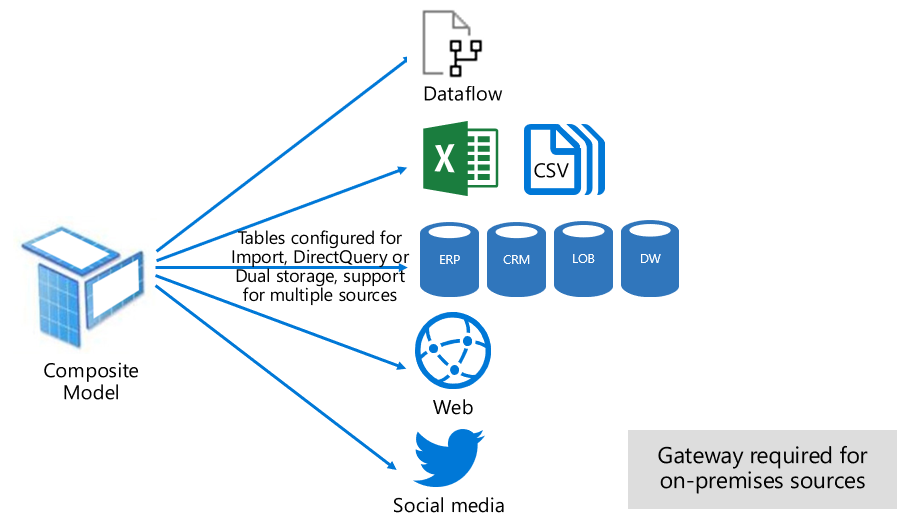 Dataflow
X
CSV
Tables configured for
Import, DirectQuery or
Dual storage, support
for multiple sources
ERP
CRM
LOB
DW
Composite
Model
Web
Social media
Gateway required for
on-premises sources